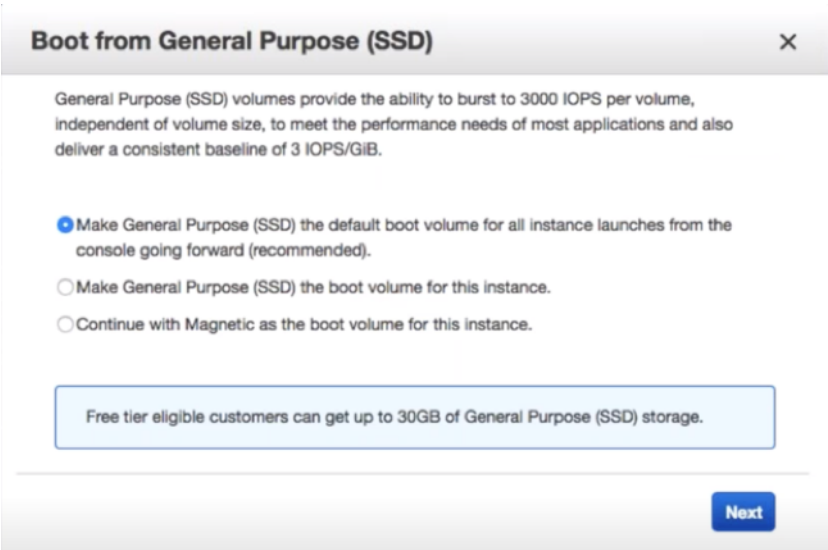 Boot from General Purpose (SSD)
General Purpose (SSD) volumes provide the ability to burst to 3000 IOPS per volume,
independent of volume size, to meet the performance needs of most applications and also
deliver a consistent baseline of 3 IOPS/GiB.
Make General Purpose (SSD) the default boot volume for all instance launches from the
console going forward (recommended).
Make General Purpose (SSD) the boot volume for this instance.
Continue with Magnetic as the boot volume for this instance.
Free tier eligible customers can get up to 30GB of General Purpose (SSD) storage.
Next